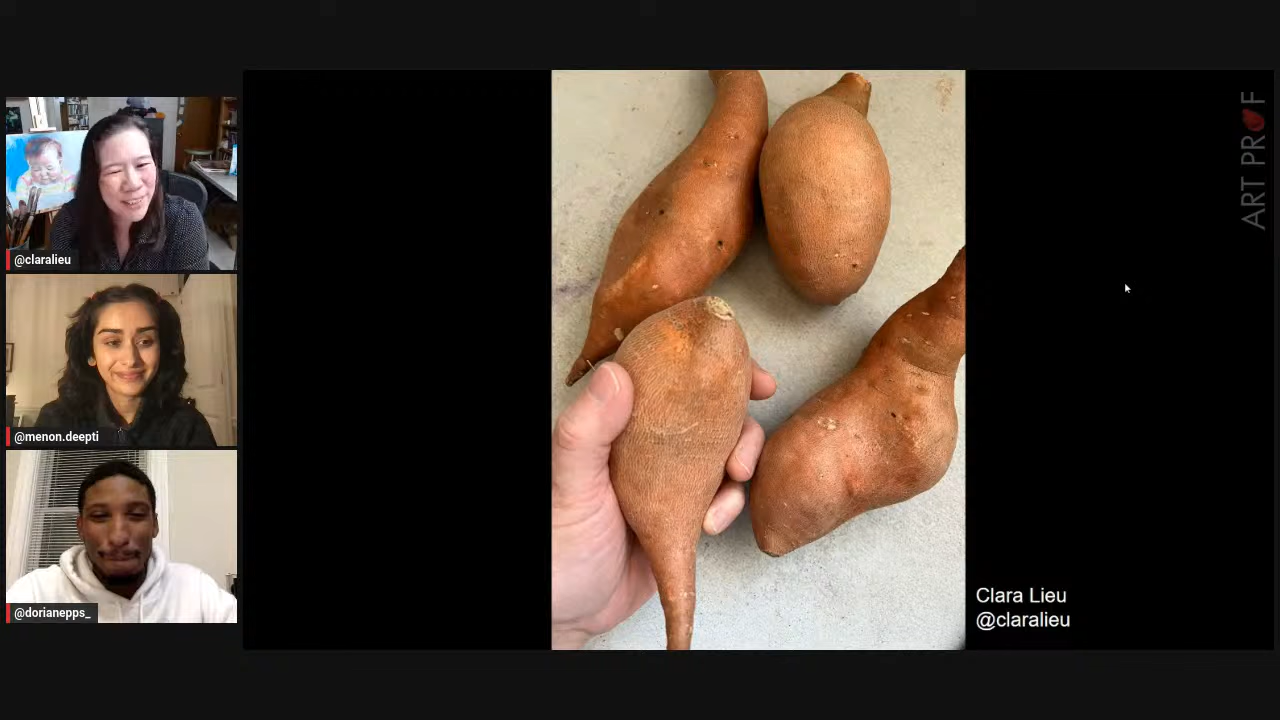 @claralieu
@menon.deepti
@dorianepps_
ART PROF
Clara Lieu
@claralieu